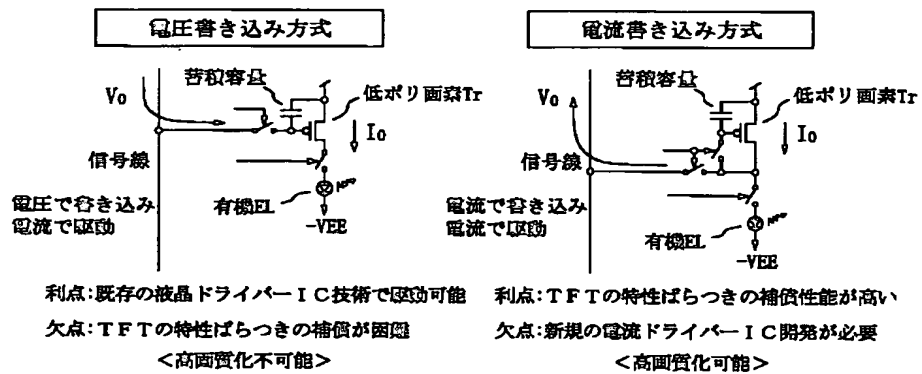 電圧書き込み方式
蓄積容量
V0
低ポリ画素Tr
I0
信号線
電圧で書き込み
電流で駆動
有機EL
-VEE
利点:既存の液晶ドライバーIC技術で駆動可能
欠点:TFTの特性ばらつきの補償が困難
<高画質化不可能>
電流書き込み方式
蓄積容量
V0
低ポリ画素Tr
I0
信号線
電流で書き込み
電流で駆動
有機EL
-VEE
利点:TFTの特性ばらつきの補償性能が高い
欠点:新規の電流ドライバーIC開発が必要
<高画質化可能>